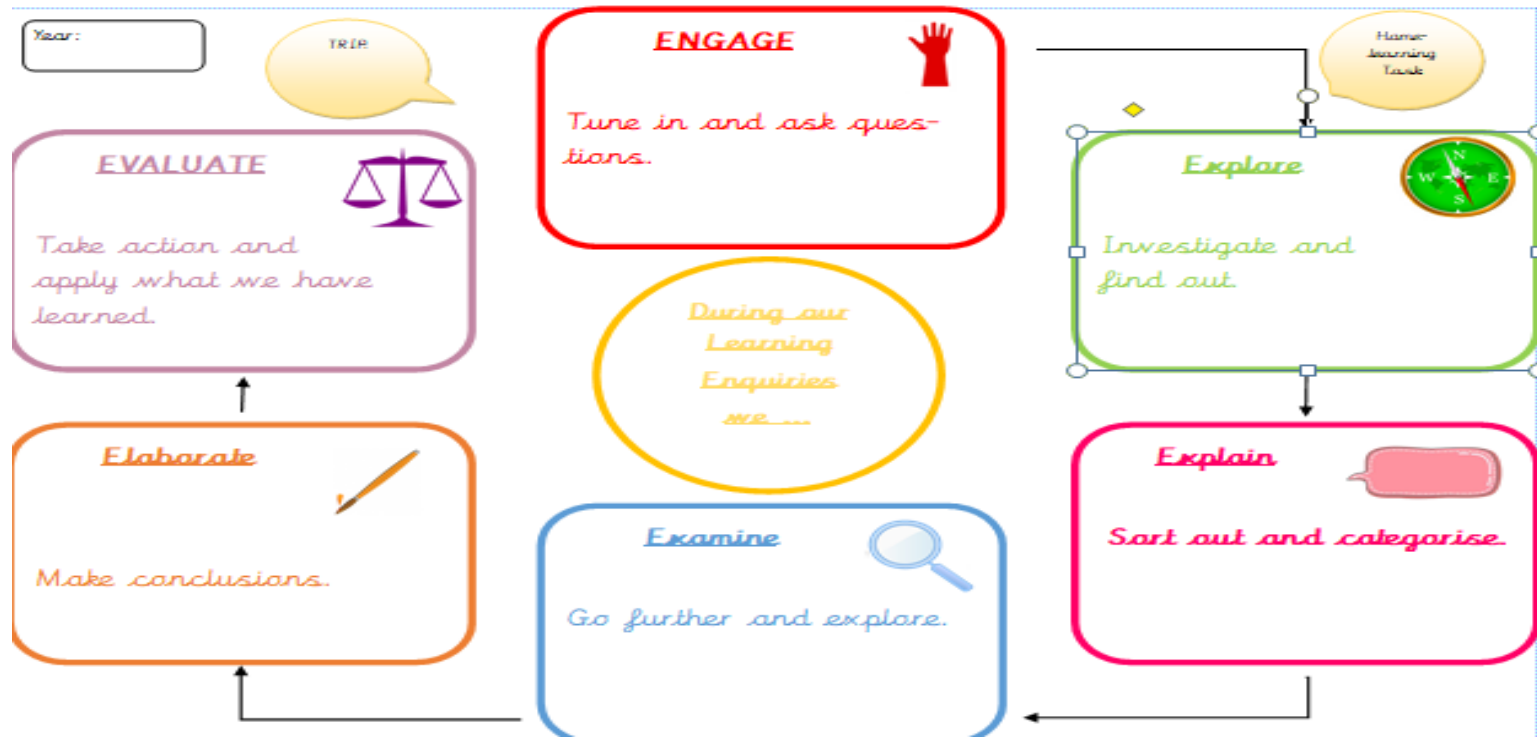 Year:
TRIP
ENGAGE
Tune in and ask ques-
tions.
Home-
learning
Task
Explore
N
W E
S
Investigate and
find out.
Explain
Sort out and categorise.
Examine
Go further and explore.
Elaborate
Make conclusions.
EVALUATE
Take action and
apply what we have
learned.
During our
Learning
Enquiries
we ...